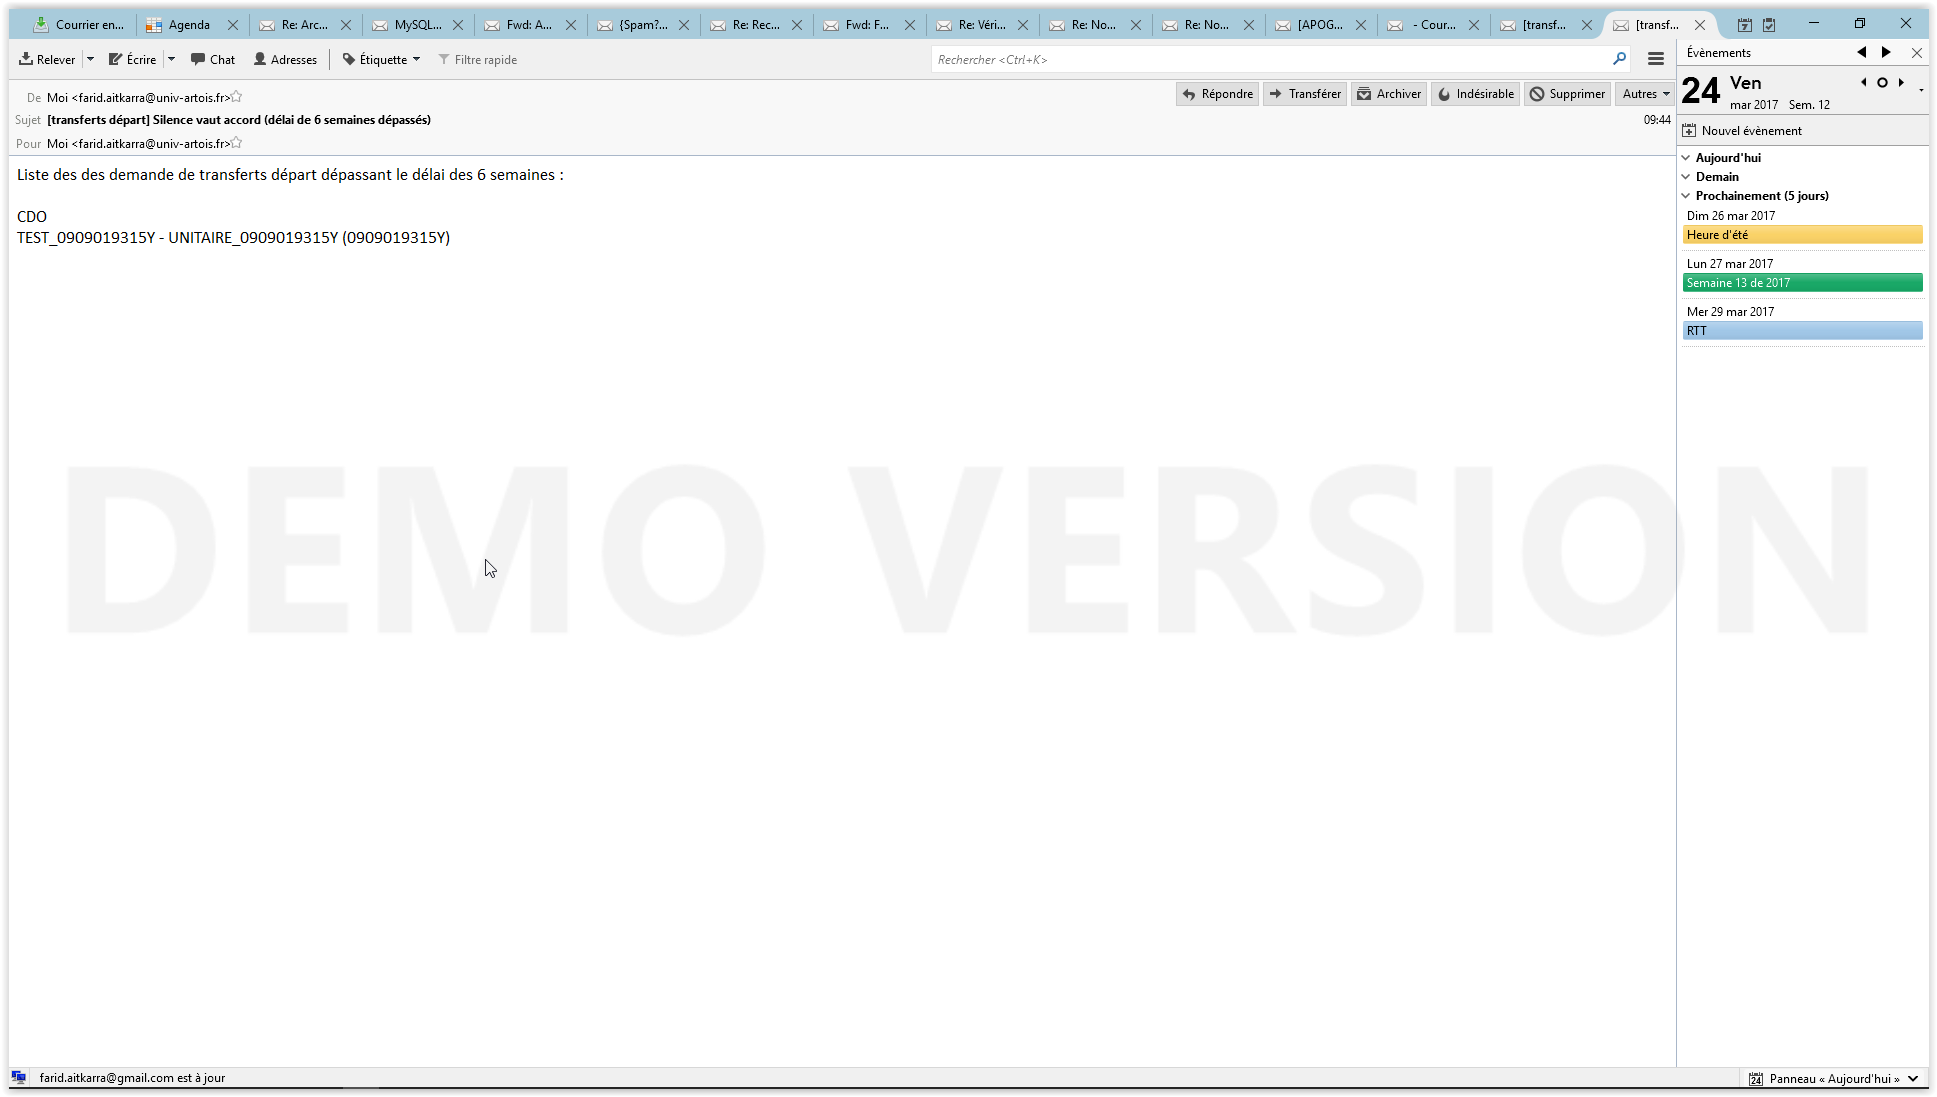 Courrier en...
Agenda
Re: Arc...
MySQL...
Fwd: A...
{Spam?...
Re: Rec...
Fwd: F...
Re: Véri...
Re: No...
Re: No...
[APOG...
- Cour...
[transf...
[transf...
Relever
Écrire
Chat
Adresses
Étiquette
Filtre rapide
Rechercher <Ctrl+K>
De Moi <farid.aitkarra@univ-artois.fr>
Répondre
Transférer
Archiver
Indésirable
Supprimer
Autres
Sujet [transferts départ] Silence vaut accord (délai de 6 semaines dépassés)
09:44
Pour Moi <farid.aitkarra@univ-artois.fr>
Liste des des demande de transferts départ dépassant le délai des 6 semaines :
CDO
TEST_0909019315Y - UNITAIRE_0909019315Y (0909019315Y)
DEMO VERSION
Évènements
24 Ven
mar 2017 Sem. 12
Nouvel évènement
Aujourd'hui
Demain
Prochainement (5 jours)
Dim 26 mar 2017
Heure d'été
Lun 27 mar 2017
Semaine 13 de 2017
Mer 29 mar 2017
RTT
farid.aitkarra@gmail.com est à jour
24 Panneau « Aujourd'hui »